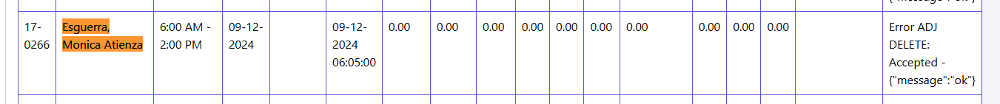 17-
0266
Esguerra,
Monica Atienza
6:00 AM -
2:00 PM
09-12-
2024
09-12-
2024
06:05:00
0.00
0.00
0.00
0.00
0.00
0.00
0.00
0.00
0.00
0.00
Error ADJ
DELETE:
Accepted -
{"message":"ok"}